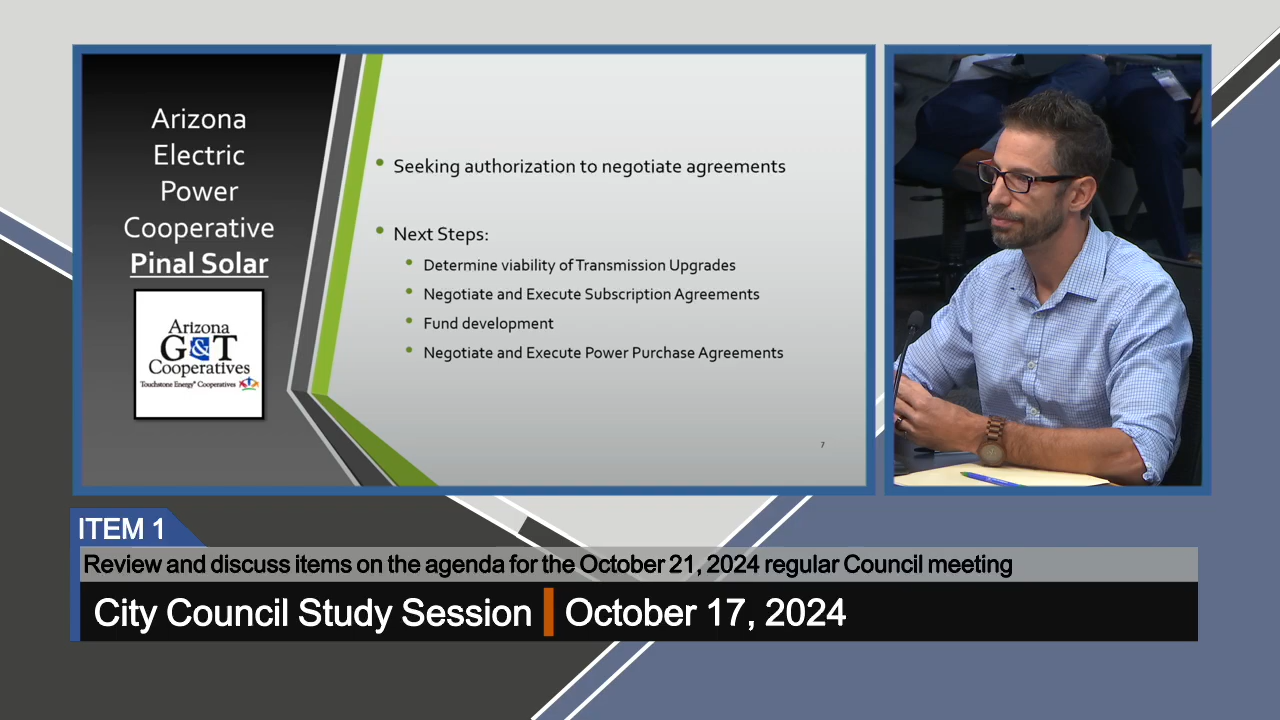 Arizona
Electric
Power
Cooperative
Pinal Solar
Arizona
G&T
Cooperatives
Touchstone Energy® Cooperatives
• Seeking authorization to negotiate agreements
• Next Steps:
• Determine viability of Transmission Upgrades
• Negotiate and Execute Subscription Agreements
• Fund development
• Negotiate and Execute Power Purchase Agreements
7
ITEM 1
Review and discuss items on the agenda for the October 21, 2024 regular Council meeting
City Council Study Session | October 17, 2024